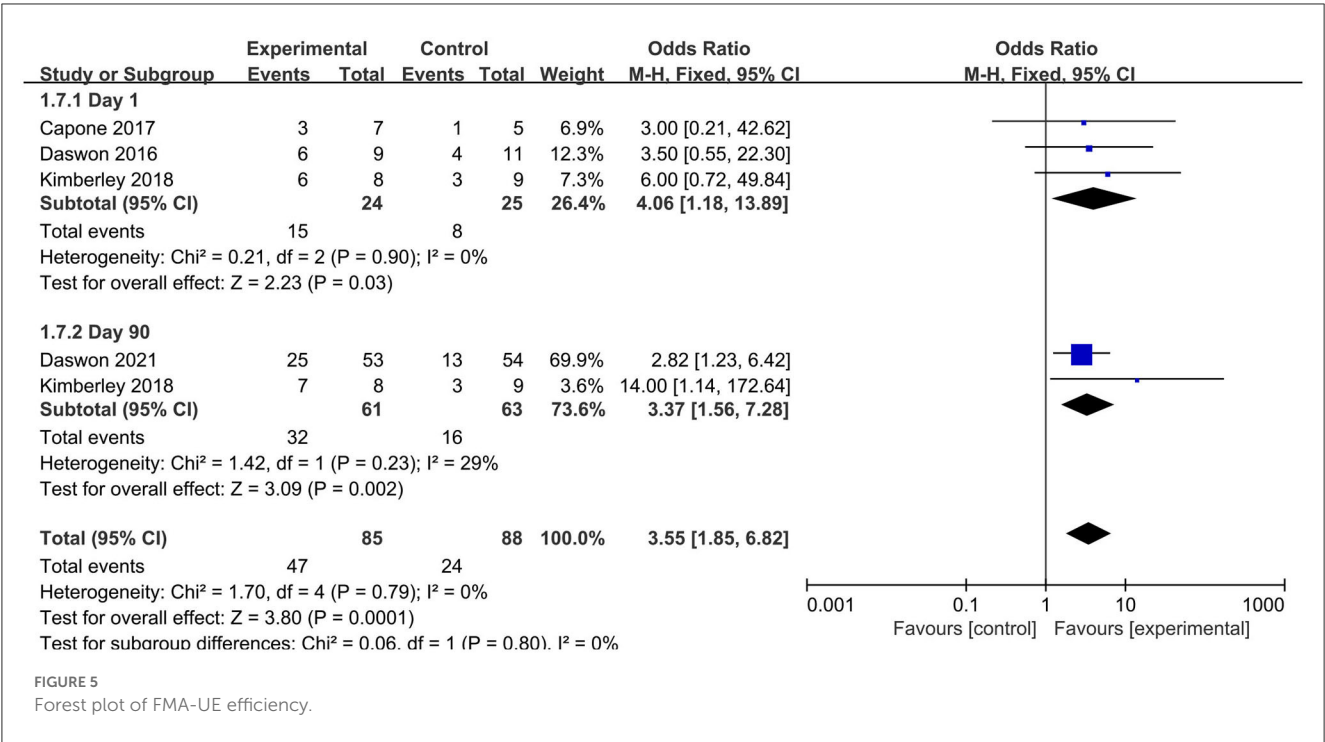 Experimental Control Odds Ratio Odds Ratio
Study or Subgroup Events Total Events Total Weight M-H, Fixed, 95% CI M-H, Fixed, 95% CI
1.7.1 Day 1
Capone 2017 3 7 1 5 6.9% 3.00 [0.21, 42.62]
Daswon 2016 6 9 4 11 12.3% 3.50 [0.55, 22.30]
Kimberley 2018 6 8 3 9 7.3% 6.00 [0.72, 49.84]
Subtotal (95% CI) 24 25 26.4% 4.06 [1.18, 13.89]
Total events 15 8
Heterogeneity: Chi² = 0.21, df = 2 (P = 0.90); I² = 0%
Test for overall effect: Z = 2.23 (P = 0.03)
1.7.2 Day 90
Daswon 2021 25 53 13 54 69.9% 2.82 [1.23, 6.42]
Kimberley 2018 7 8 3 9 3.6% 14.00 [1.14, 172.64]
Subtotal (95% CI) 61 63 73.6% 3.37 [1.56, 7.28]
Total events 32 16
Heterogeneity: Chi² = 1.42, df = 1 (P = 0.23); I² = 29%
Test for overall effect: Z = 3.09 (P = 0.002)
Total (95% CI) 85 88 100.0% 3.55 [1.85, 6.82]
Total events 47 24
Heterogeneity: Chi² = 1.70, df = 4 (P = 0.79); I² = 0%
Test for overall effect: Z = 3.80 (P = 0.0001)
Test for subgroup differences: Chi² = 0.06, df = 1 (P = 0.80), I² = 0%
0.001 0.1 1 10 1000
Favours [control] Favours [experimental]
FIGURE 5
Forest plot of FMA-UE efficiency.